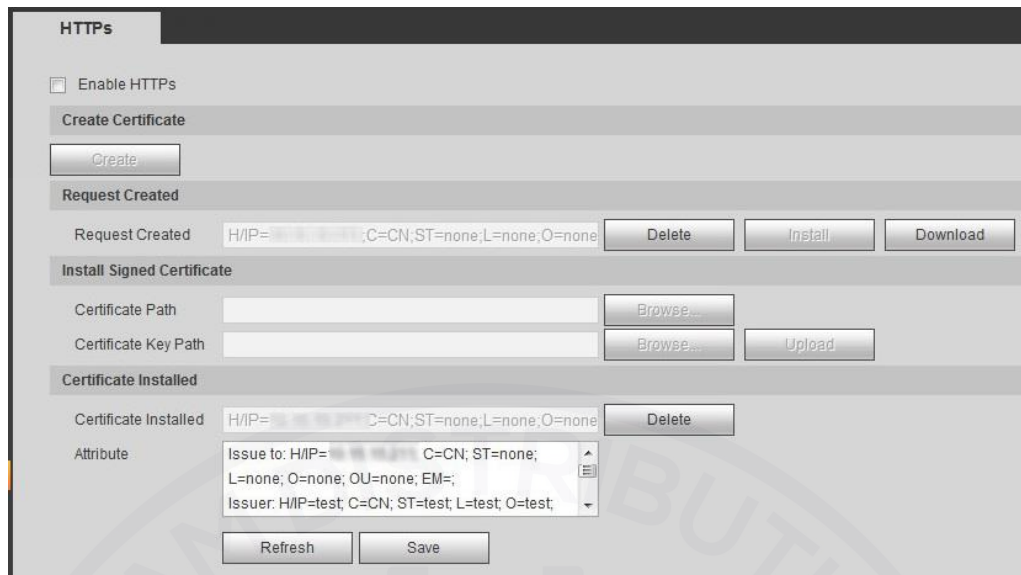 HTTPs
Enable HTTPs
Create Certificate
Create
Request Created
Request Created H/IP= ;C=CN;ST=none;L=none;O=none Delete Install Download
Install Signed Certificate
Certificate Path Browse...
Certificate Key Path Browse... Upload
Certificate Installed
Certificate Installed H/IP= C=CN;ST=none;L=none;O=none Delete
Attribute Issue to: H/IP= C=CN; ST=none;
L=none; O=none; OU=none; EM=;
Issuer: H/IP=test; C=CN; ST=test; L=test; O=test;
Refresh Save